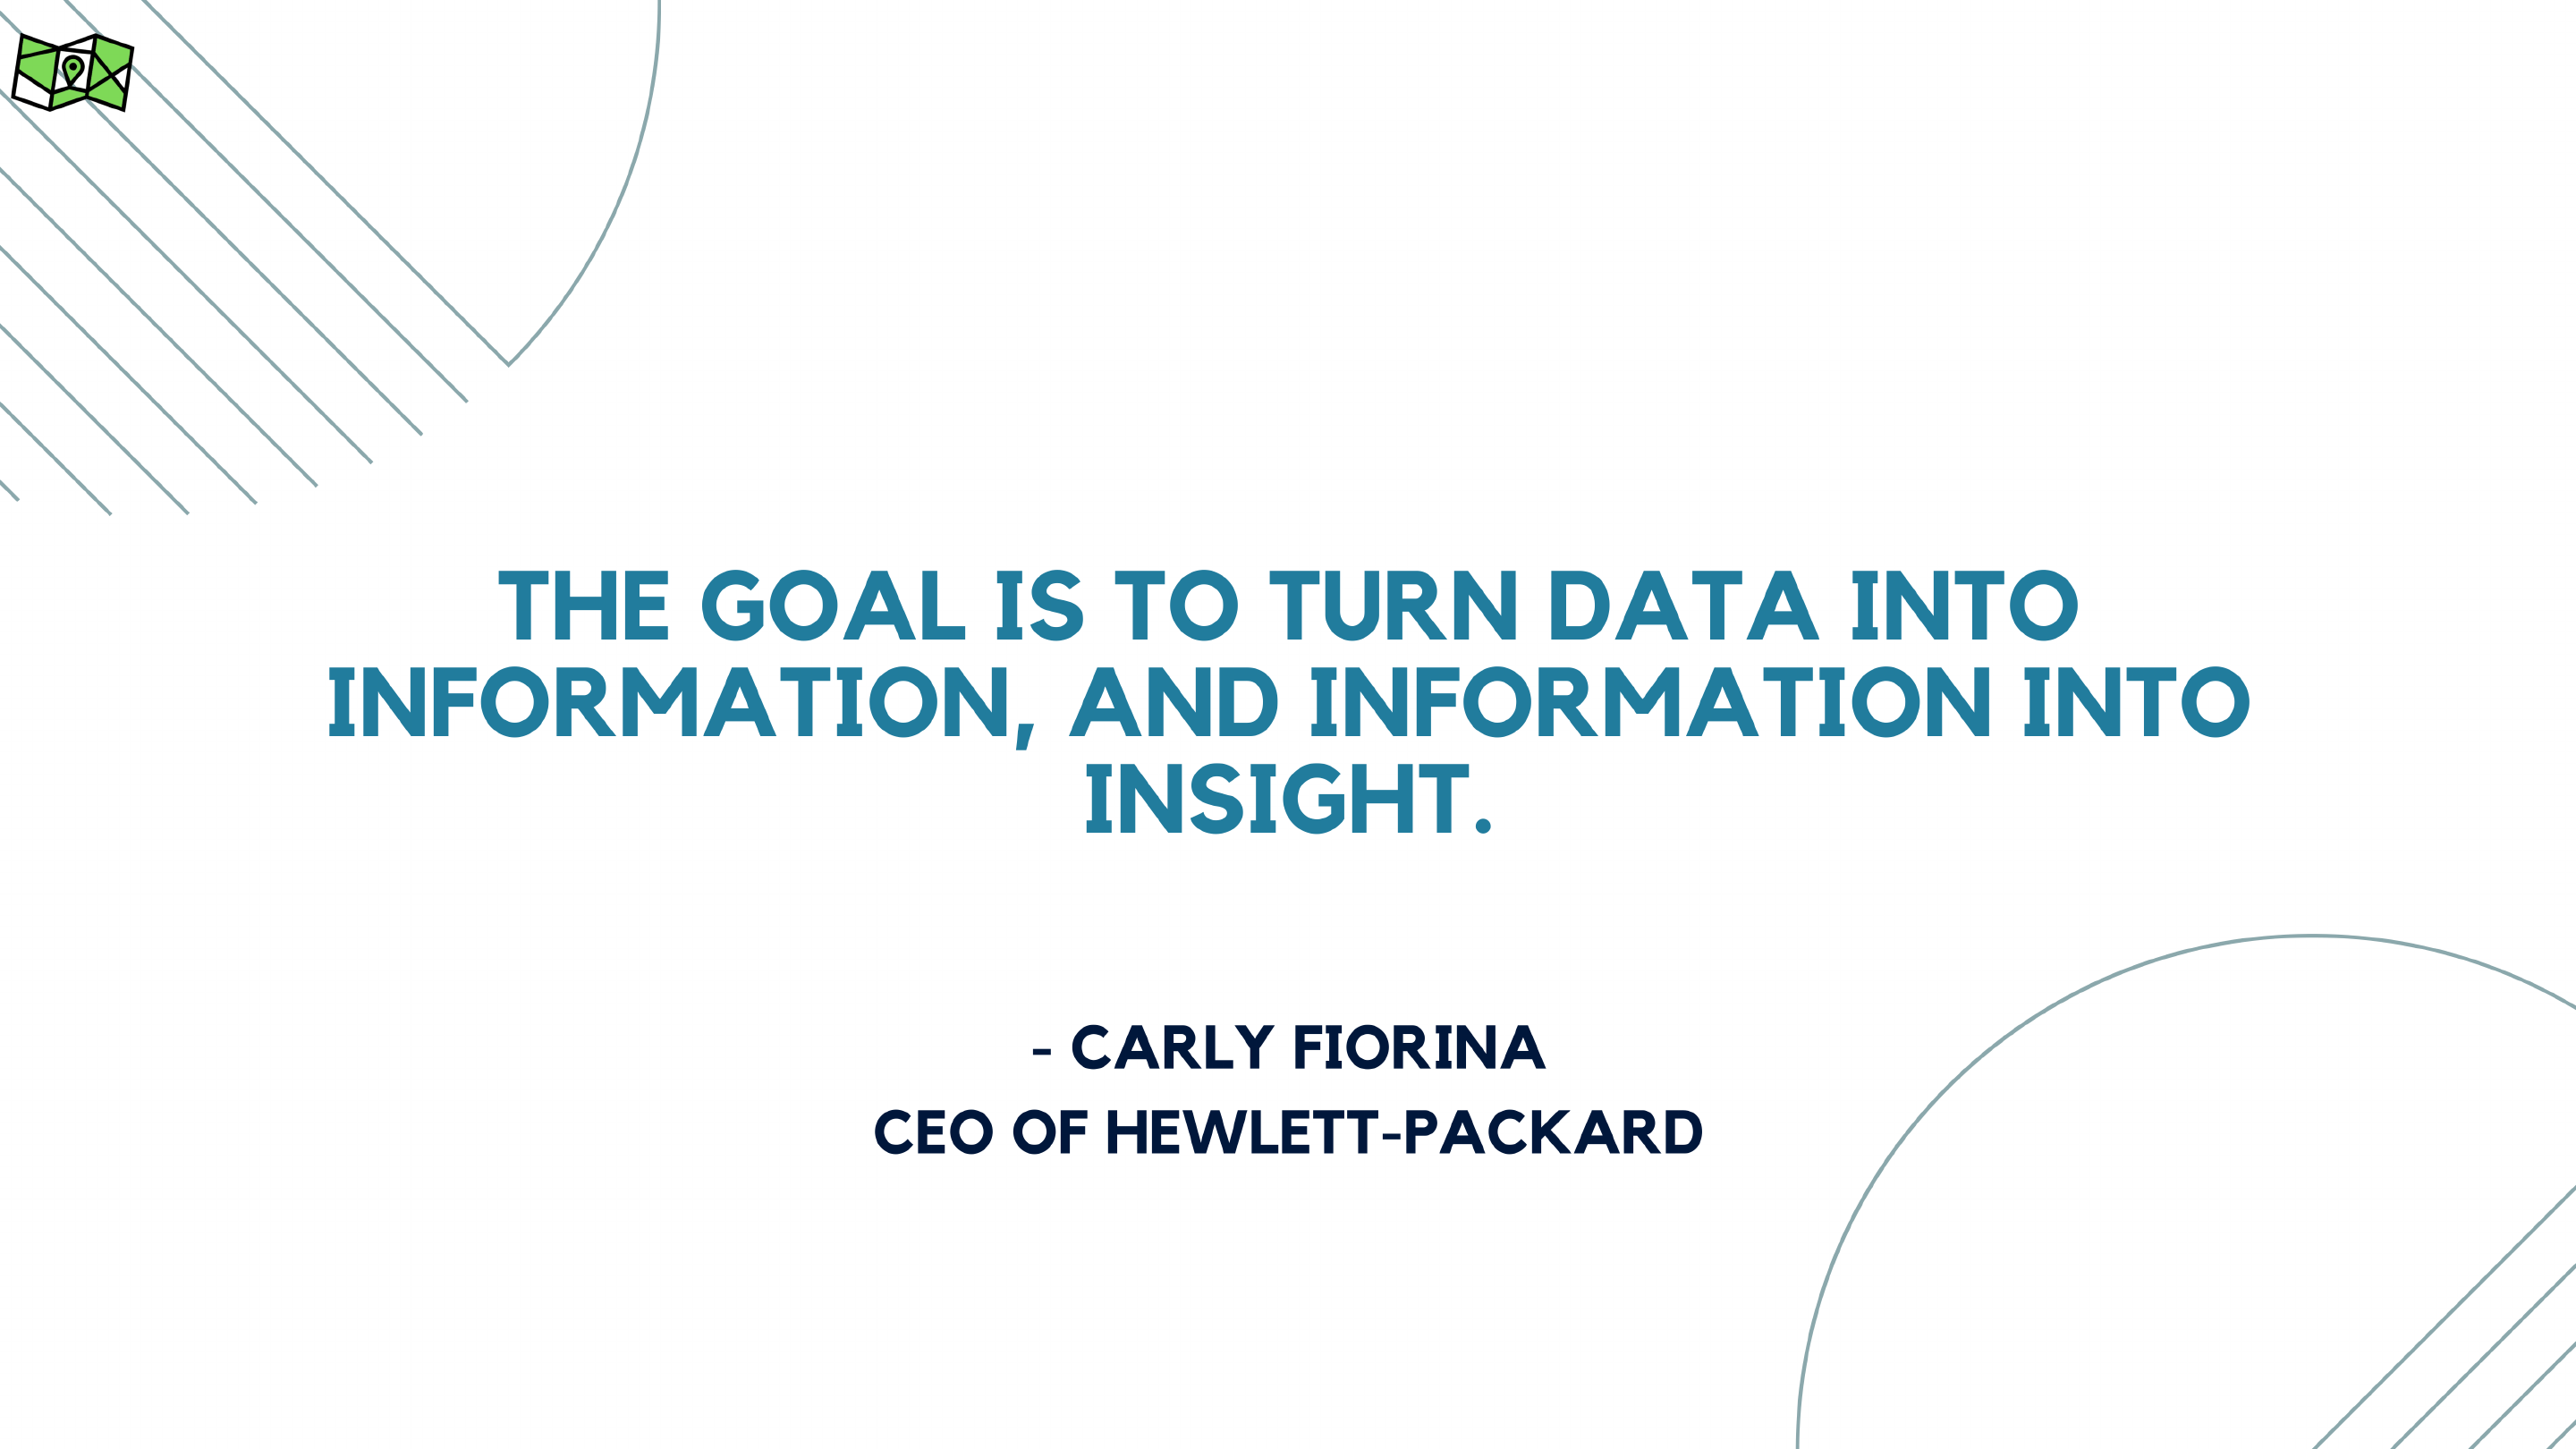 THE GOAL IS TO TURN DATA INTO
INFORMATION, AND INFORMATION INTO
INSIGHT.
- CARLY FIORINA
CEO OF HEWLETT-PACKARD